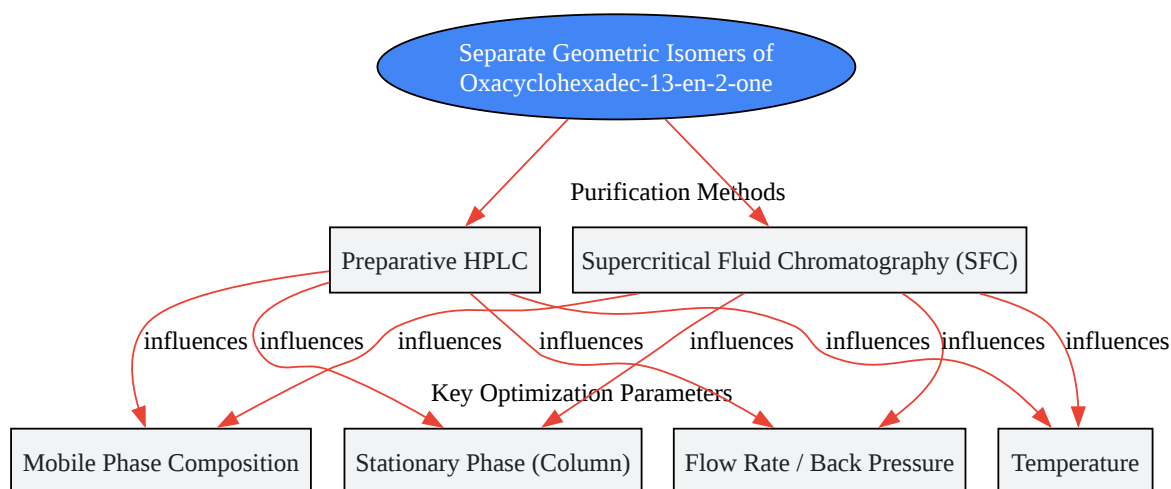 Separate Geometric Isomers of
Oxacyclohexadec-13-en-2-one
Purification Methods
Preparative HPLC
Supercritical Fluid Chromatography (SFC)
influences
influences
influences
influences
influences
influences
influences
influences
Key Optimization Parameters
Mobile Phase Composition
Stationary Phase (Column)
Flow Rate / Back Pressure
Temperature